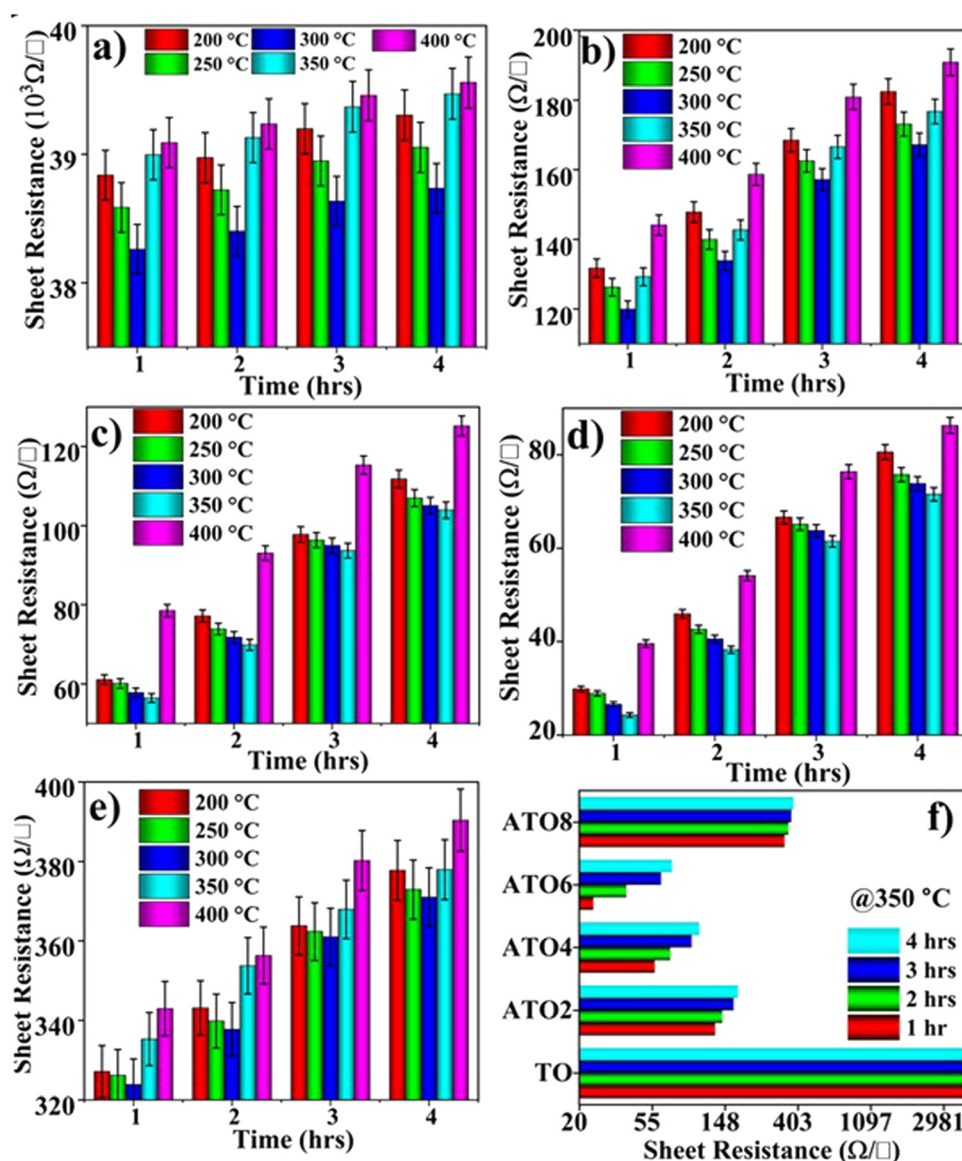 a)
200 °C 300 °C 400 °C
250 °C 350 °C
Sheet Resistance (10³Ω/□)
40
39
38
1 2 3 4
Time (hrs)
b)
200 °C
250 °C
300 °C
350 °C
400 °C
Sheet Resistance (Ω/□)
200
180
160
140
120
1 2 3 4
Time (hrs)
c)
200 °C
250 °C
300 °C
350 °C
400 °C
Sheet Resistance (Ω/□)
120
100
80
60
1 2 3 4
Time (hrs)
d)
200 °C
250 °C
300 °C
350 °C
400 °C
Sheet Resistance (Ω/□)
80
60
40
20
1 2 3 4
Time (hrs)
e)
200 °C
250 °C
300 °C
350 °C
400 °C
Sheet Resistance (Ω/□)
400
380
360
340
320
1 2 3 4
Time (hrs)
f)
@350 °C
4 hrs
3 hrs
2 hrs
1 hr
ATO8
ATO6
ATO4
ATO2
TO
20 55 148 403 1097 2981
Sheet Resistance (Ω/□)